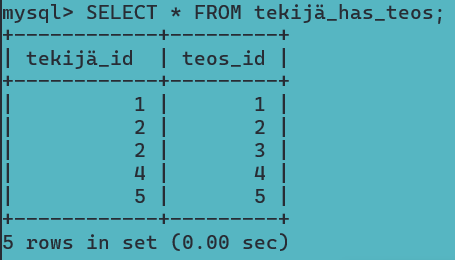 mysql> SELECT * FROM tekijä_has_teos;
+-----------+---------+
| tekijä_id | teos_id |
+-----------+---------+
|         1 |       1 |
|         2 |       2 |
|         2 |       3 |
|         4 |       4 |
|         5 |       5 |
+-----------+---------+
5 rows in set (0.00 sec)